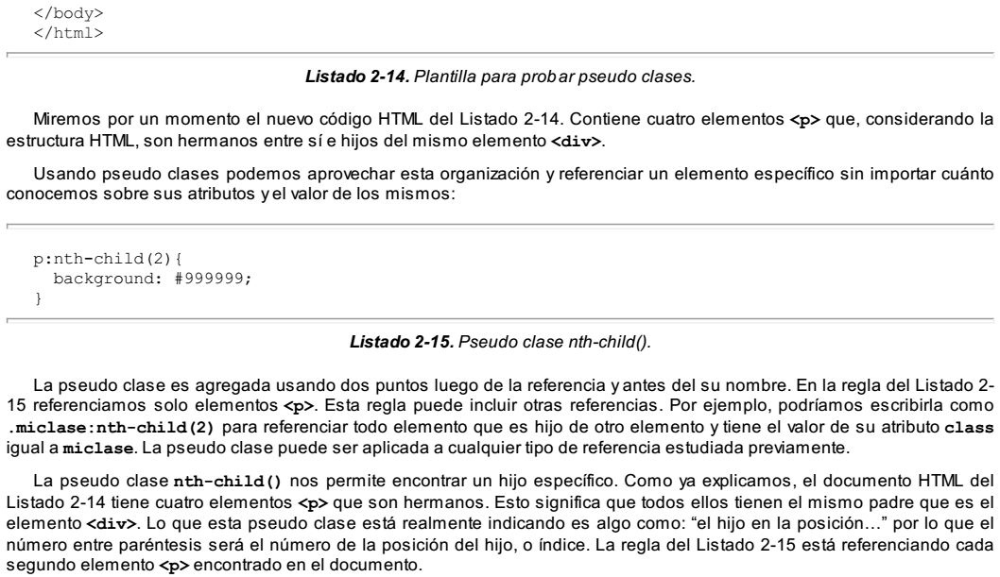 </body>
</html>
Listado 2-14. Plantilla para probar pseudo clases.
Miremos por un momento el nuevo código HTML del Listado 2-14. Contiene cuatro elementos <p> que, considerando la
estructura HTML, son hermanos entre sí e hijos del mismo elemento <div>.
Usando pseudo clases podemos aprovechar esta organización y referenciar un elemento específico sin importar cuánto
conocemos sobre sus atributos y el valor de los mismos:
p:nth-child(2){
  background: #999999;
}
Listado 2-15. Pseudo clase nth-child().
La pseudo clase es agregada usando dos puntos luego de la referencia y antes del su nombre. En la regla del Listado 2-
15 referenciamos solo elementos <p>. Esta regla puede incluir otras referencias. Por ejemplo, podríamos escribirla como
.miclase:nth-child(2) para referenciar todo elemento que es hijo de otro elemento y tiene el valor de su atributo class
igual a miclase. La pseudo clase puede ser aplicada a cualquier tipo de referencia estudiada previamente.
La pseudo clase nth-child() nos permite encontrar un hijo específico. Como ya explicamos, el documento HTML del
Listado 2-14 tiene cuatro elementos <p> que son hermanos. Esto significa que todos ellos tienen el mismo padre que es el
elemento <div>. Lo que esta pseudo clase está realmente indicando es algo como: “el hijo en la posición…” por lo que el
número entre paréntesis será el número de la posición del hijo, o índice. La regla del Listado 2-15 está referenciando cada
segundo elemento <p> encontrado en el documento.